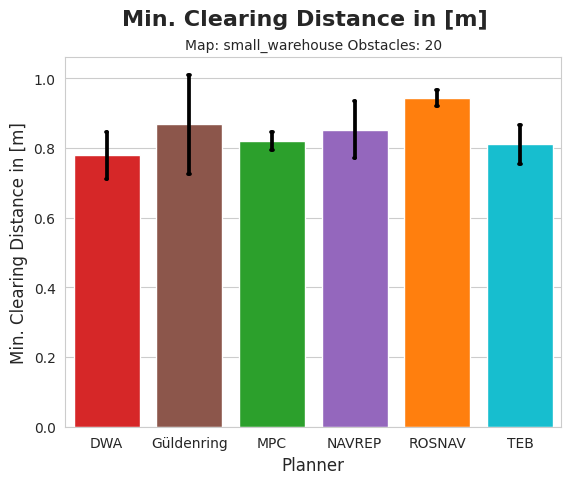 Min. Clearing Distance in [m]
Map: small_warehouse Obstacles: 20
Min. Clearing Distance in [m]
1.0
0.8
0.6
0.4
0.2
0.0
DWA Güldenring MPC NAVREP ROSNAV TEB
Planner